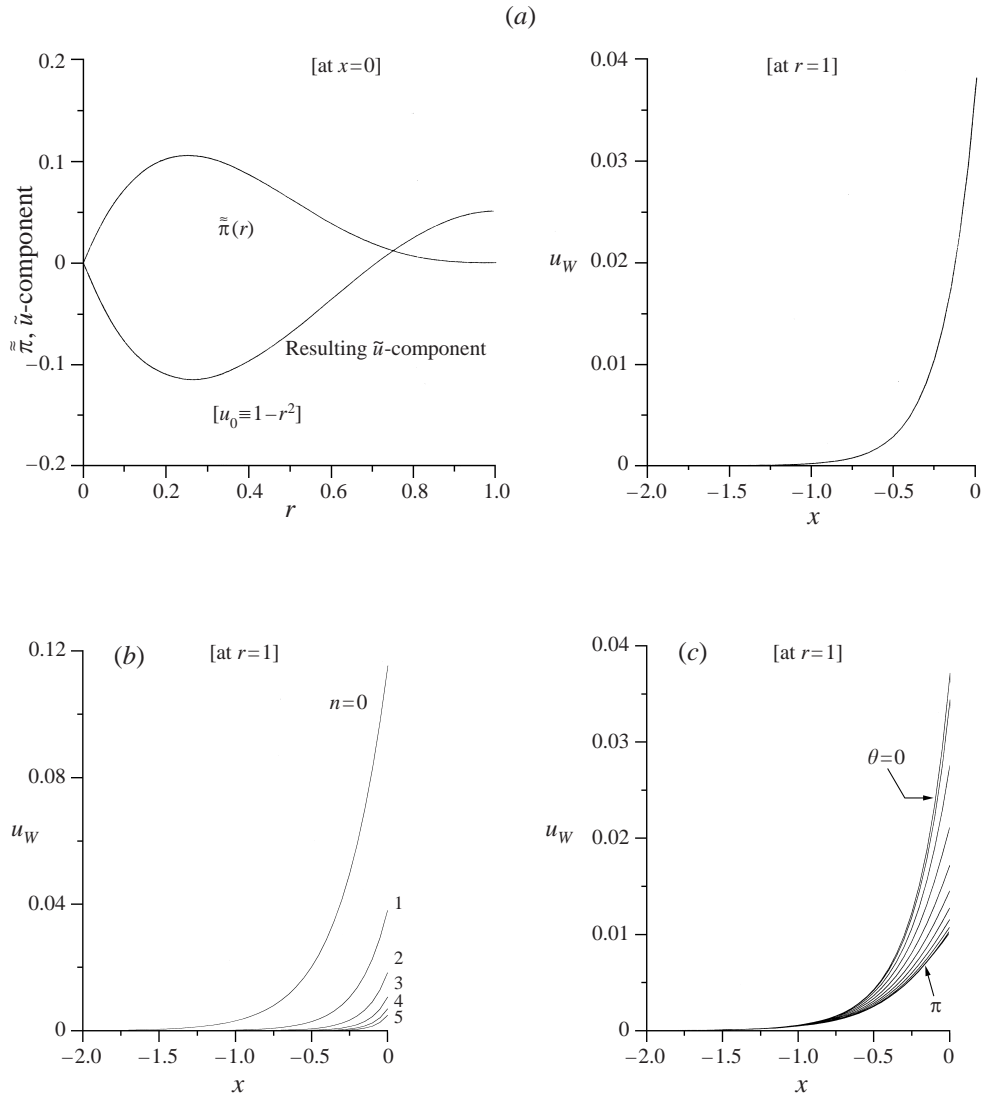 (a)
[at x=0]
0.2
0.1
0
−0.1
−0.2
π̃̃, ũ-component
π̃̃(r)
Resulting ũ-component
[u₀≡1−r²]
0 0.2 0.4 0.6 0.8 1.0
r
[at r=1]
0.04
0.03
0.02
0.01
0
u_W
−2.0 −1.5 −1.0 −0.5 0
x
(b)
[at r=1]
0.12
0.08
0.04
0
u_W
n=0
1
2
3
4
5
−2.0 −1.5 −1.0 −0.5 0
x
(c)
[at r=1]
0.04
0.03
0.02
0.01
0
u_W
θ=0
π
−2.0 −1.5 −1.0 −0.5 0
x